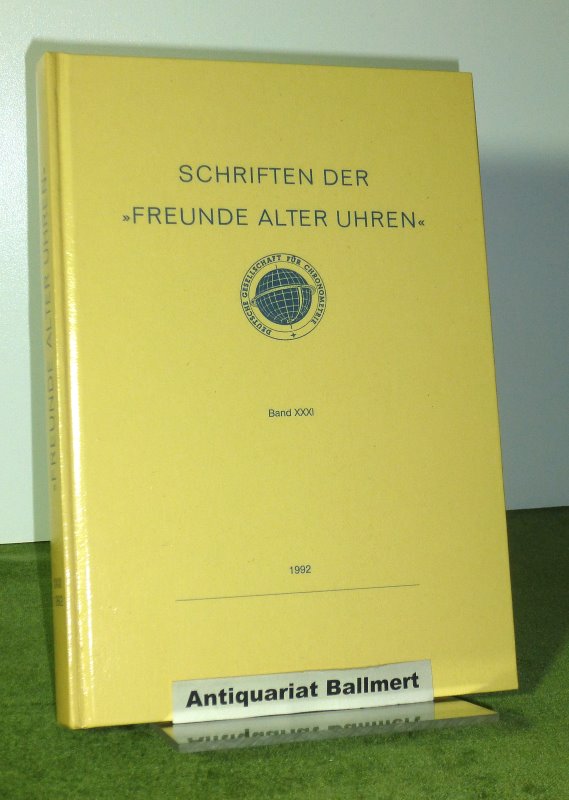 SCHRIFTEN DER
»FREUNDE ALTER UHREN«
DEUTSCHE GESELLSCHAFT FÜR CHRONOMETRIE
Band XXXI
1992
Antiquariat Ballmert
»FREUNDE ALTER UHREN«